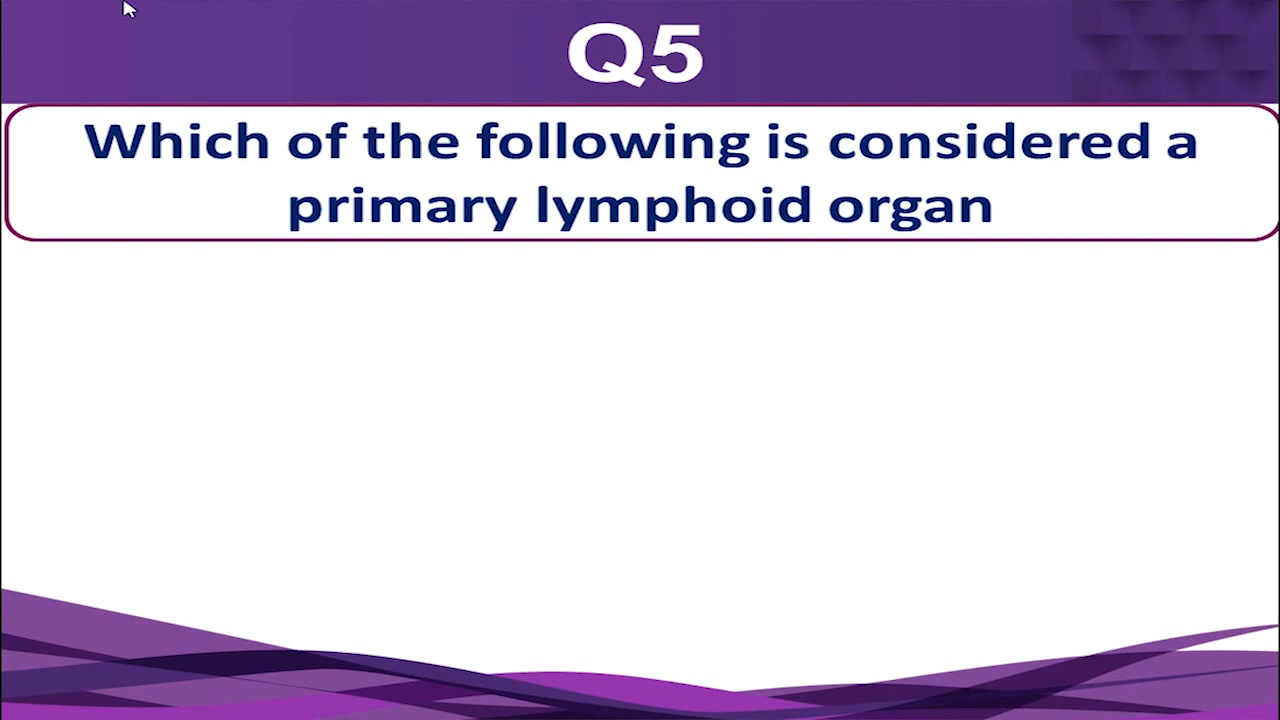 Q5
Which of the following is considered a
primary lymphoid organ